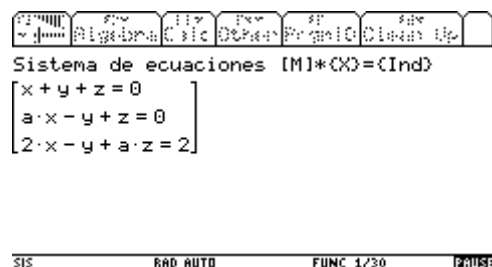 Algebra Calc Other PrgmIO Clean Up
Sistema de ecuaciones [M]*{X}={Ind}
x + y + z = 0
a·x - y + z = 0
2·x - y + a·z = 2
SIS RAD AUTO FUNC 1/30 PAUSE